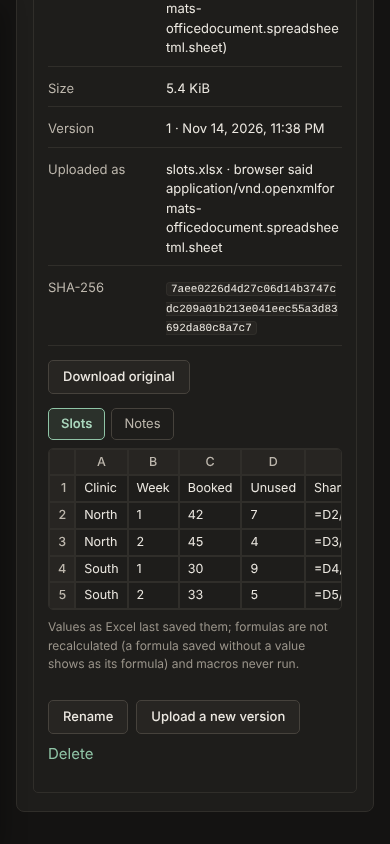 mats-
officedocument.spreadshee
tml.sheet)
Size 5.4 KiB
Version 1 · Nov 14, 2026, 11:38 PM
Uploaded as slots.xlsx · browser said
application/vnd.openxmlfor
mats-
officedocument.spreadshee
tml.sheet
SHA-256 7aee0226d4d27c06d14b3747c
dc209a01b213e041eec55a3d83
692da80c8a7c7
Download original
Slots Notes
A B C D
1 Clinic Week Booked Unused Shar
2 North 1 42 7 =D2/
3 North 2 45 4 =D3/
4 South 1 30 9 =D4/
5 South 2 33 5 =D5/
Values as Excel last saved them; formulas are not
recalculated (a formula saved without a value
shows as its formula) and macros never run.
Rename Upload a new version
Delete